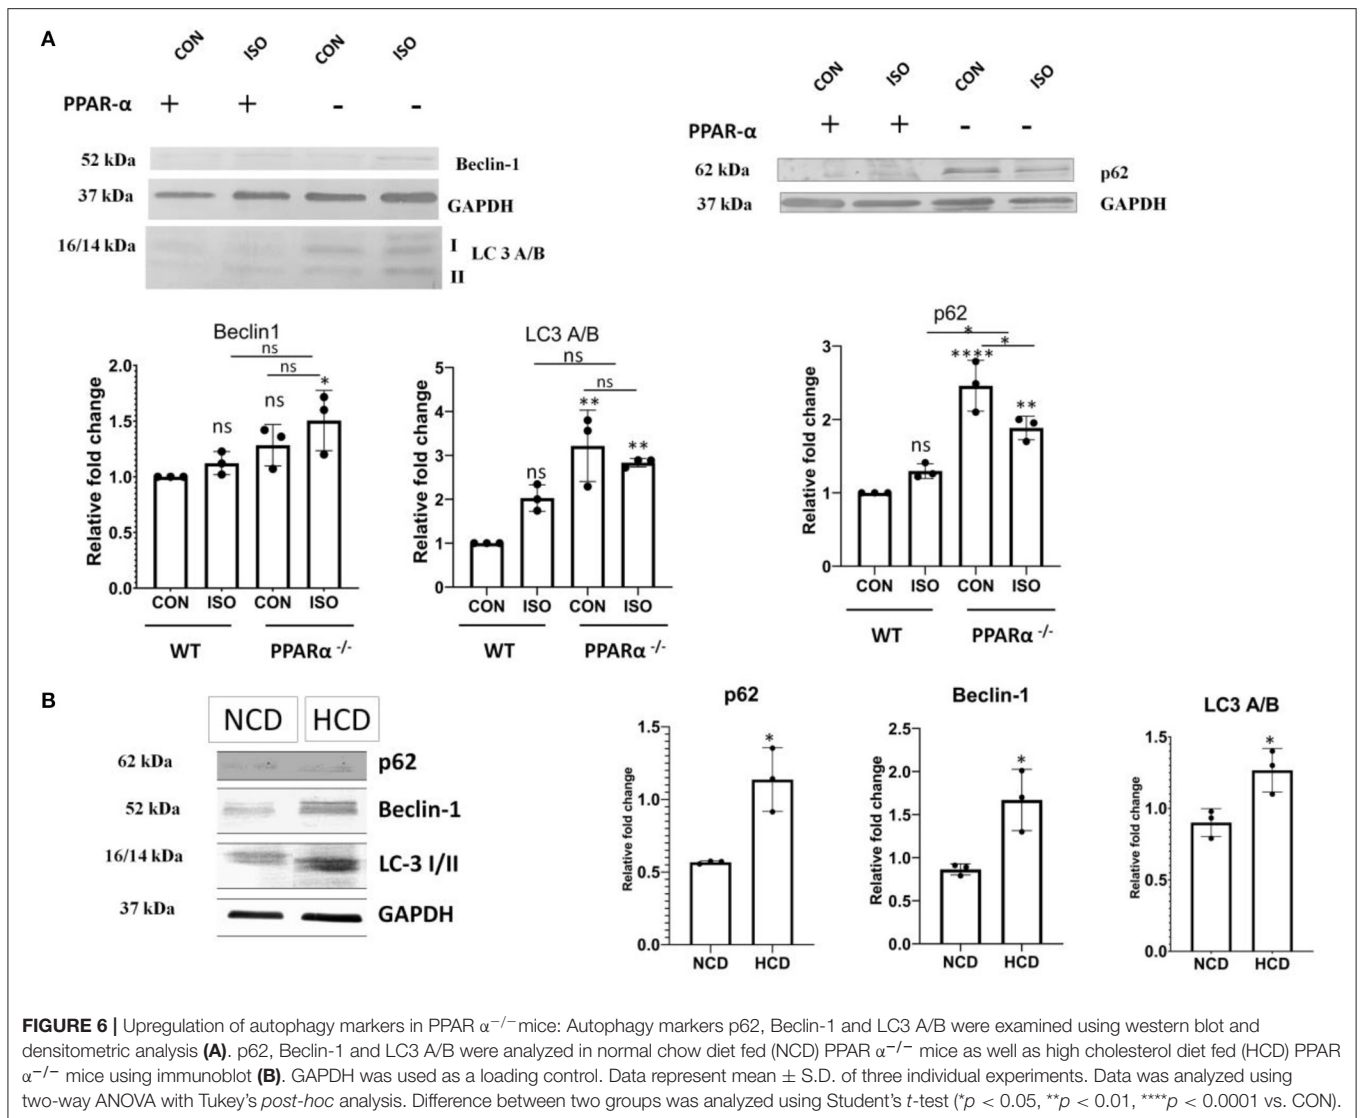 A
CON ISO CON ISO
PPAR-α + + - -
52 kDa Beclin-1
37 kDa GAPDH
16/14 kDa I LC 3 A/B
II
CON ISO CON ISO
PPAR-α + + - -
62 kDa p62
37 kDa GAPDH
Beclin1
ns
ns
*
ns
ns
Relative fold change
2.0
1.5
1.0
0.5
0.0
CON ISO CON ISO
WT PPARα -/-
LC3 A/B
ns
ns
**
**
ns
Relative fold change
5
4
3
2
1
0
CON ISO CON ISO
WT PPARα -/-
p62
*
*
****
**
ns
Relative fold change
3
2
1
0
CON ISO CON ISO
WT PPARα -/-
B
NCD HCD
62 kDa p62
52 kDa Beclin-1
16/14 kDa LC-3 I/II
37 kDa GAPDH
p62
*
Relative fold change
1.5
1.0
0.5
0.0
NCD HCD
Beclin-1
*
Relative fold change
2.5
2.0
1.5
1.0
0.5
0.0
NCD HCD
LC3 A/B
*
Relative fold change
1.5
1.0
0.5
0.0
NCD HCD
FIGURE 6 | Upregulation of autophagy markers in PPAR α−/−mice: Autophagy markers p62, Beclin-1 and LC3 A/B were examined using western blot and
densitometric analysis (A). p62, Beclin-1 and LC3 A/B were analyzed in normal chow diet fed (NCD) PPAR α−/− mice as well as high cholesterol diet fed (HCD) PPAR
α−/− mice using immunoblot (B). GAPDH was used as a loading control. Data represent mean ± S.D. of three individual experiments. Data was analyzed using
two-way ANOVA with Tukey's post-hoc analysis. Difference between two groups was analyzed using Student's t-test (*p < 0.05, **p < 0.01, ****p < 0.0001 vs. CON).